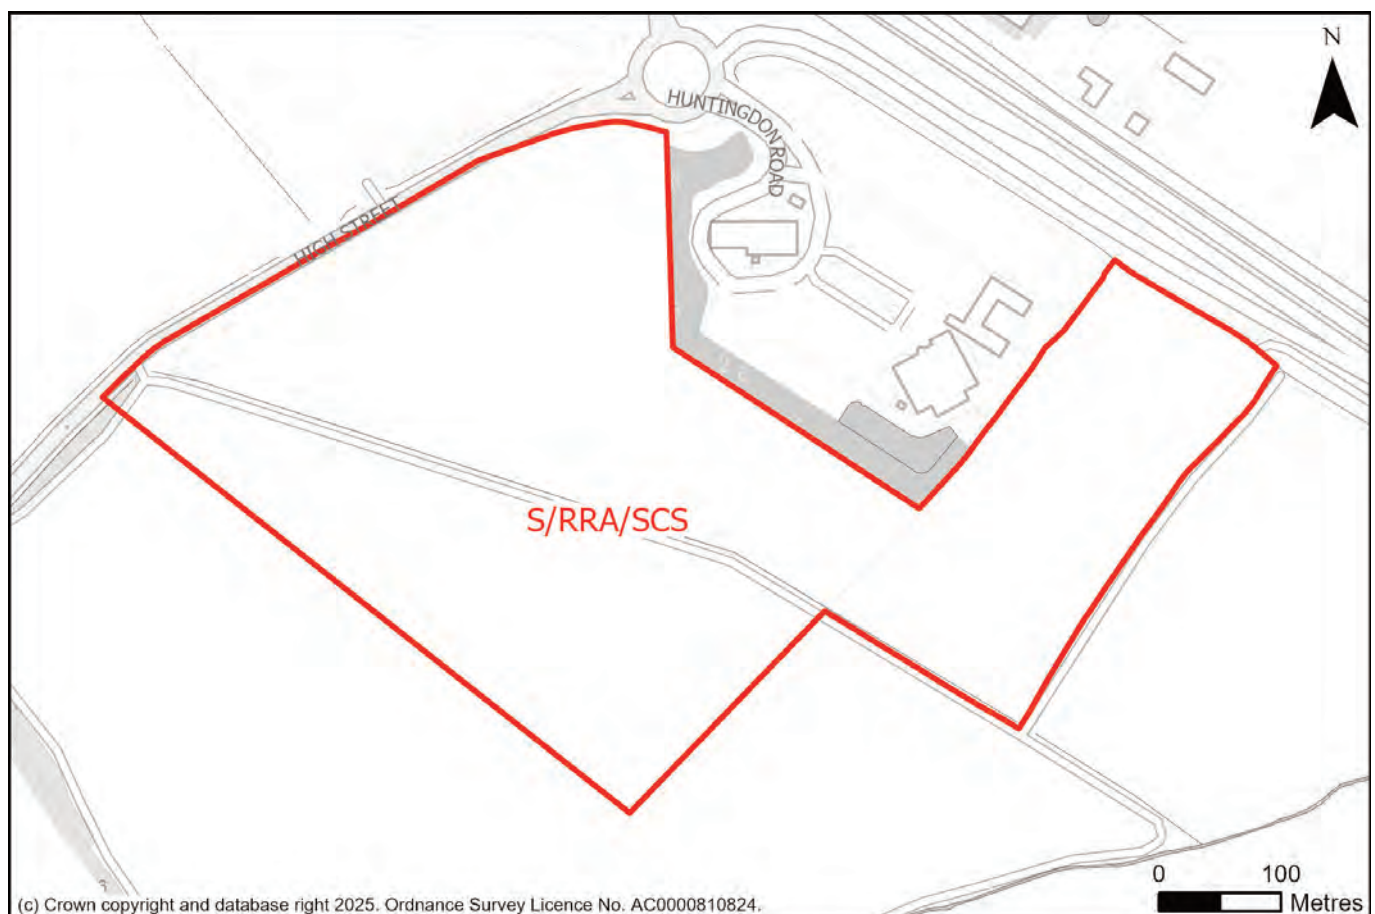 N
HUNTINGDON ROAD
HIGH STREET
S/RRA/SCS
0 100
Metres
(c) Crown copyright and database right 2025. Ordnance Survey Licence No. AC0000810824.